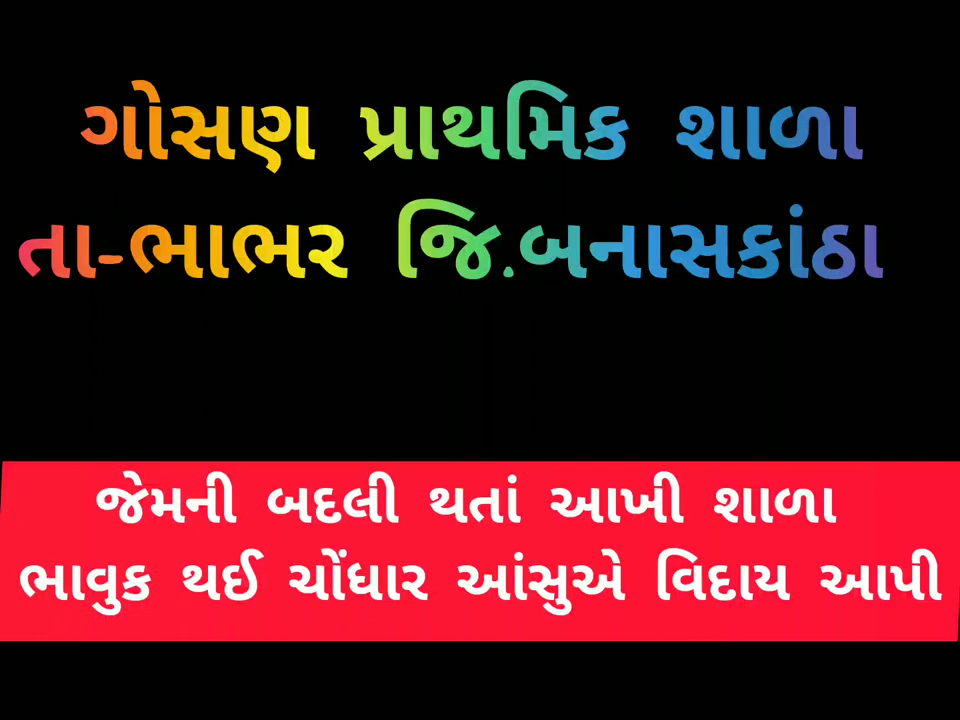 ગોસણ પ્રાથમિક શાળા
તા-ભાભર જિ.બનાસકાંઠા
જેમની બદલી થતાં આખી શાળા
ભાવુક થઈ ચોંધાર આંસુએ વિદાય આપી